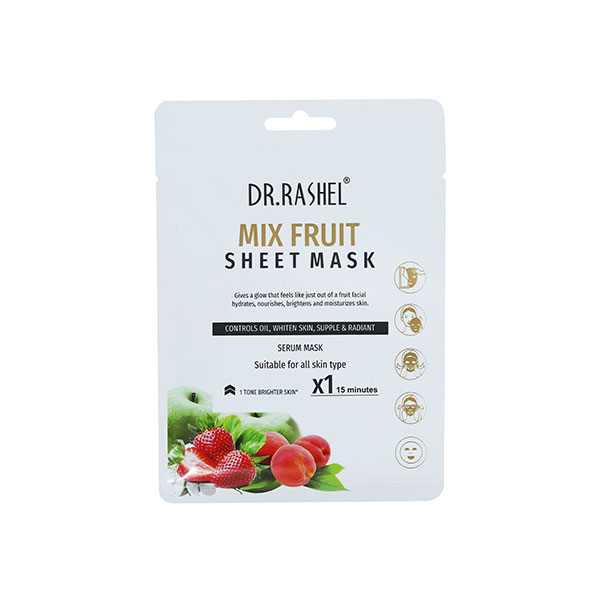 DR.RASHEL®
MIX FRUIT
SHEET MASK
Gives a glow that feels like just out of a fruit facial
hydrates, nourishes, brightens and moisturizes skin.
CONTROLS OIL, WHITEN SKIN, SUPPLE & RADIANT
SERUM MASK
Suitable for all skin type
1 TONE BRIGHTER SKIN*
X1 15 minutes